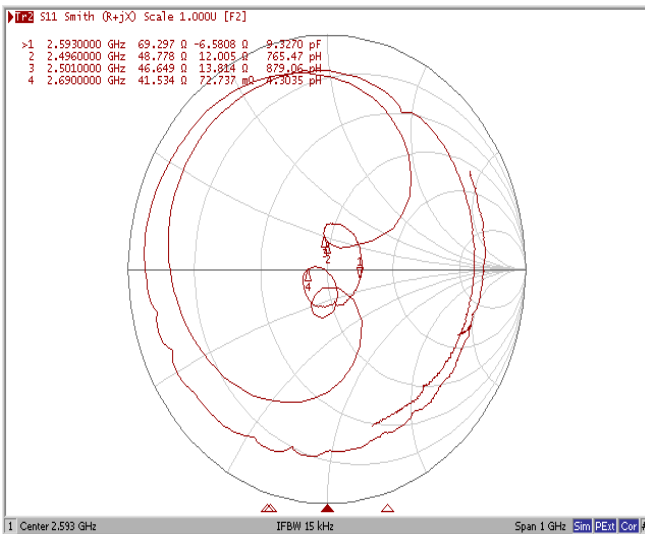 Tr2 S11 Smith (R+jX) Scale 1.000U [F2]
>1 2.5930000 GHz 69.297 Ω -6.5808 Ω 9.3270 pF
2 2.4960000 GHz 48.778 Ω 12.005 Ω 765.47 pH
3 2.5010000 GHz 46.649 Ω 13.814 Ω 879.06 pH
4 2.6900000 GHz 41.534 Ω 72.737 mΩ 4.3035 pH
1
2
4
1 Center 2.593 GHz IFBW 15 kHz Span 1 GHz Sim PExt Cor